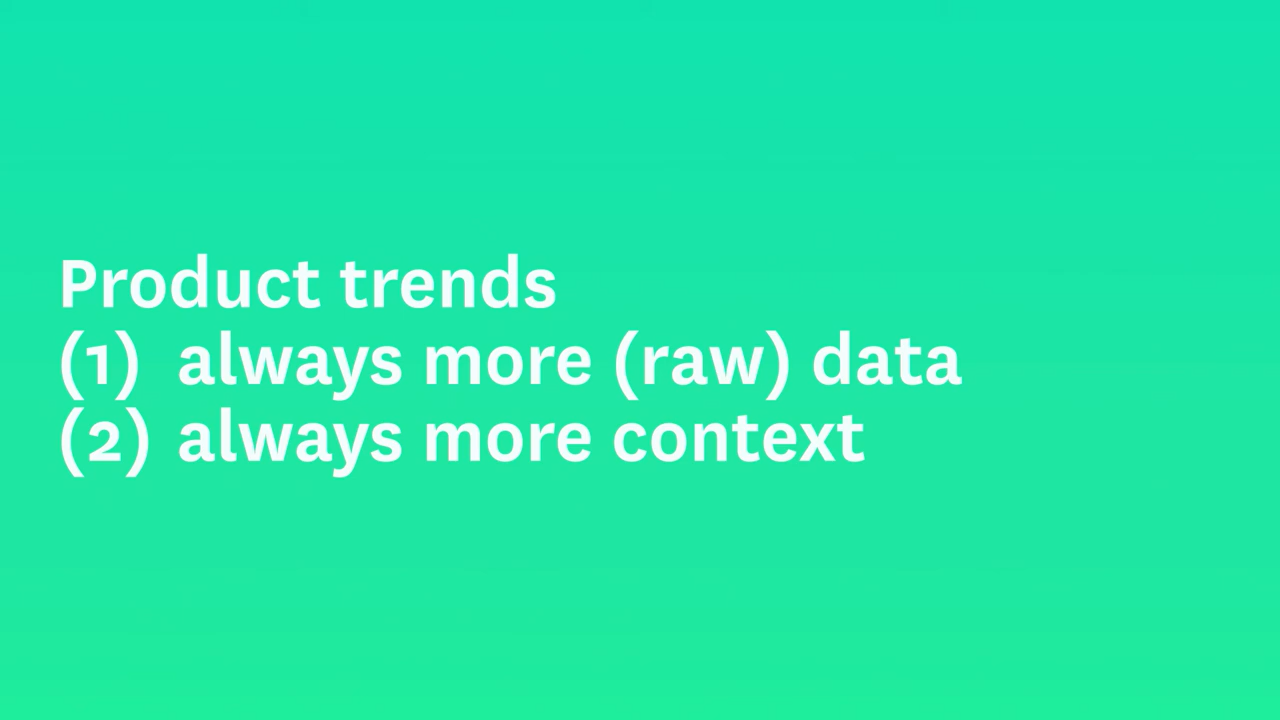 Product trends
(1) always more (raw) data
(2) always more context